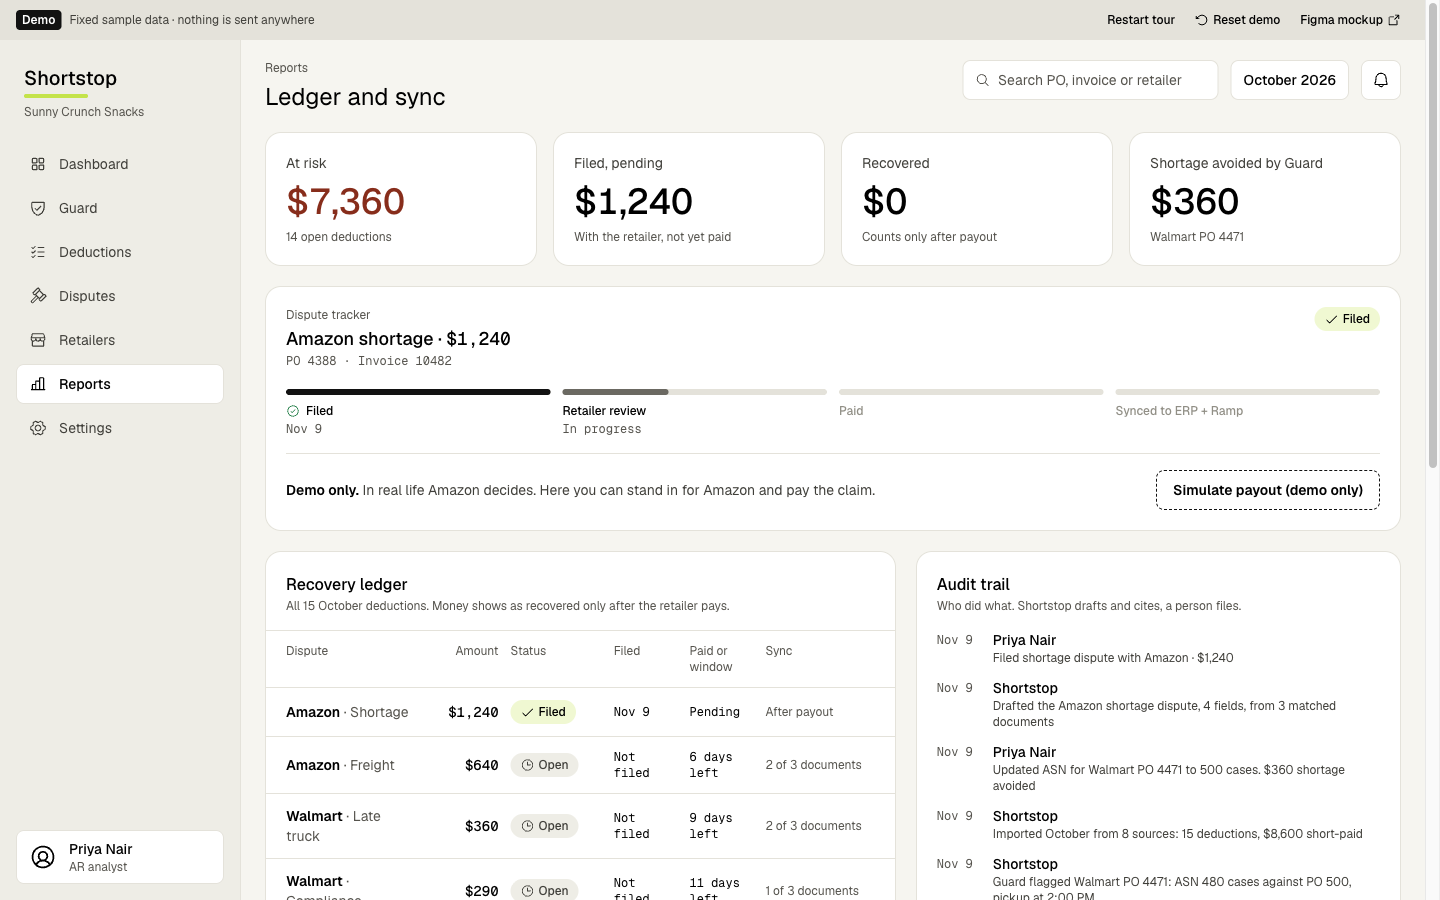 Demo Fixed sample data · nothing is sent anywhere
Restart tour
Reset demo
Figma mockup
Shortstop
Sunny Crunch Snacks
Dashboard
Guard
Deductions
Disputes
Retailers
Reports
Settings
Priya Nair
AR analyst
Reports
Ledger and sync
Search PO, invoice or retailer
October 2026
At risk
$7,360
14 open deductions
Filed, pending
$1,240
With the retailer, not yet paid
Recovered
$0
Counts only after payout
Shortage avoided by Guard
$360
Walmart PO 4471
Dispute tracker
Amazon shortage · $1,240
PO 4388 · Invoice 10482
Filed
Filed
Nov 9
Retailer review
In progress
Paid
Synced to ERP + Ramp
Demo only. In real life Amazon decides. Here you can stand in for Amazon and pay the claim.
Simulate payout (demo only)
Recovery ledger
All 15 October deductions. Money shows as recovered only after the retailer pays.
Dispute Amount Status Filed Paid or window Sync
Amazon · Shortage $1,240 Filed Nov 9 Pending After payout
Amazon · Freight $640 Open Not filed 6 days left 2 of 3 documents
Walmart · Late truck $360 Open Not filed 9 days left 2 of 3 documents
Walmart · Compliance $290 Open Not filed 11 days left 1 of 3 documents
Audit trail
Who did what. Shortstop drafts and cites, a person files.
Nov 9 Priya Nair
Filed shortage dispute with Amazon · $1,240
Nov 9 Shortstop
Drafted the Amazon shortage dispute, 4 fields, from 3 matched
documents
Nov 9 Priya Nair
Updated ASN for Walmart PO 4471 to 500 cases. $360 shortage
avoided
Nov 9 Shortstop
Imported October from 8 sources: 15 deductions, $8,600 short-paid
Nov 9 Shortstop
Guard flagged Walmart PO 4471: ASN 480 cases against PO 500,
pickup at 2:00 PM